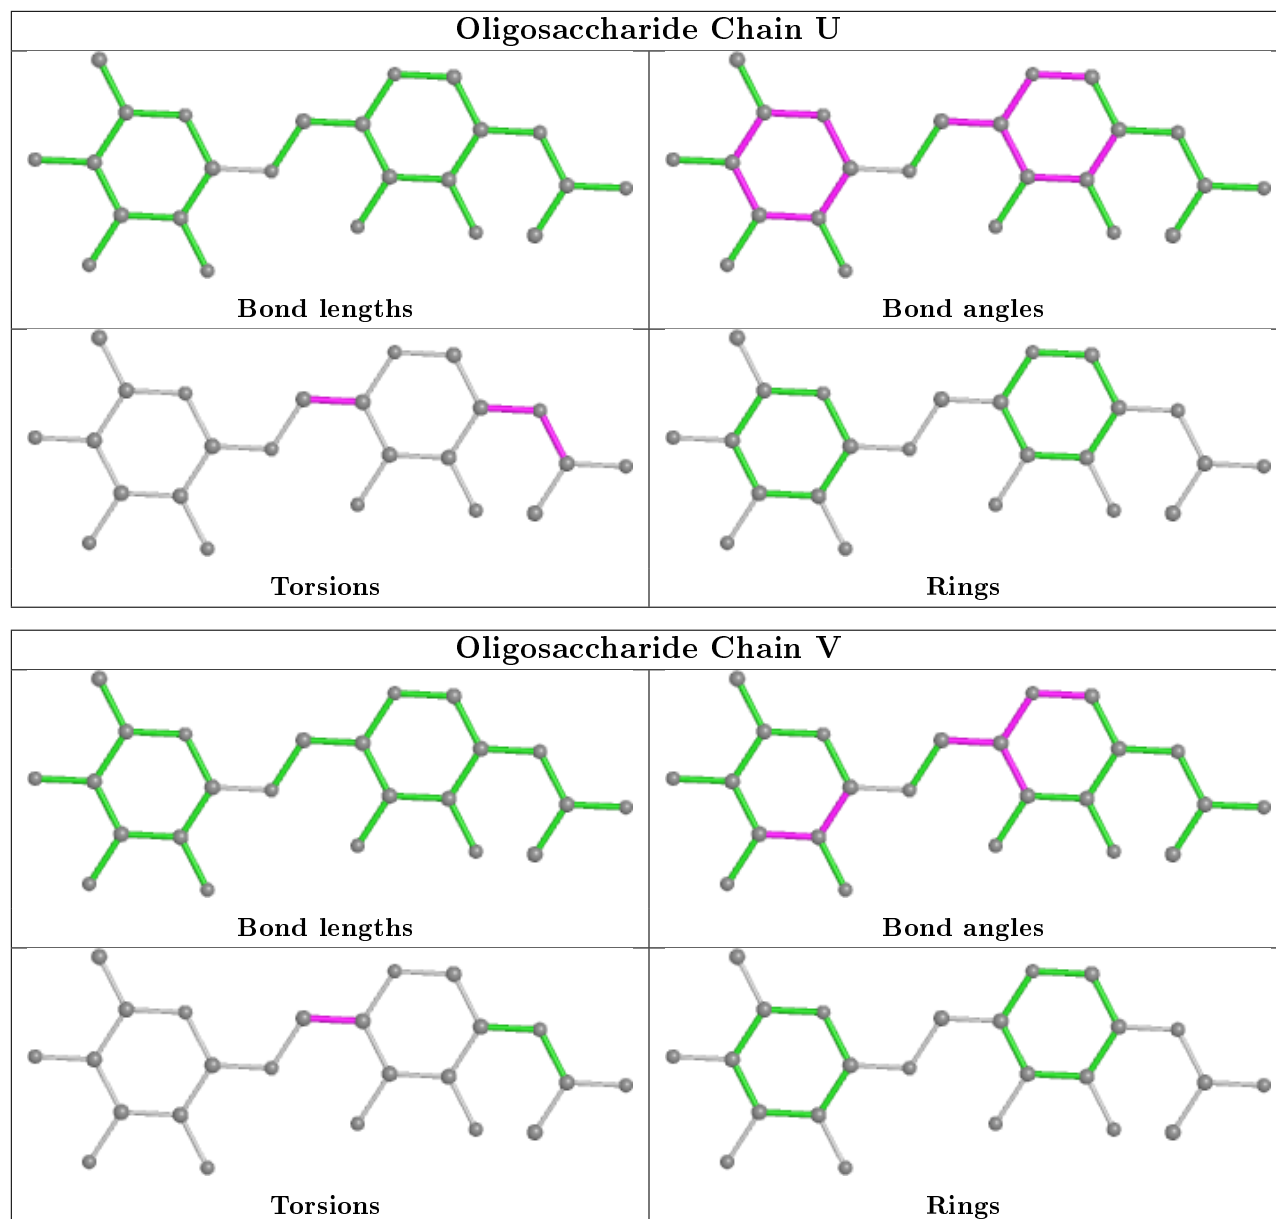 Oligosaccharide Chain U
Bond lengths
Bond angles
Torsions
Rings
Oligosaccharide Chain V
Bond lengths
Bond angles
Torsions
Rings